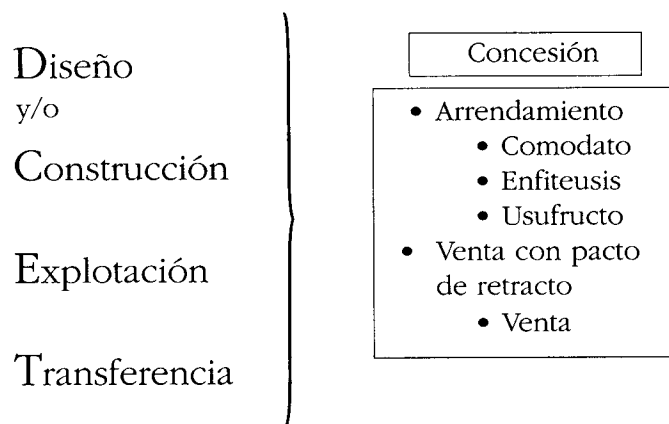 Diseño
y/o
Construcción
Explotación
Transferencia
Concesión
• Arrendamiento
• Comodato
• Enfiteusis
• Usufructo
• Venta con pacto
de retracto
• Venta